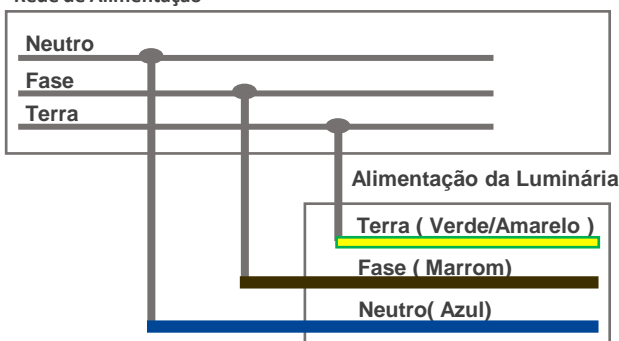 Rede de Alimentação
Neutro
Fase
Terra
Alimentação da Luminária
Terra ( Verde/Amarelo )
Fase ( Marrom)
Neutro( Azul)